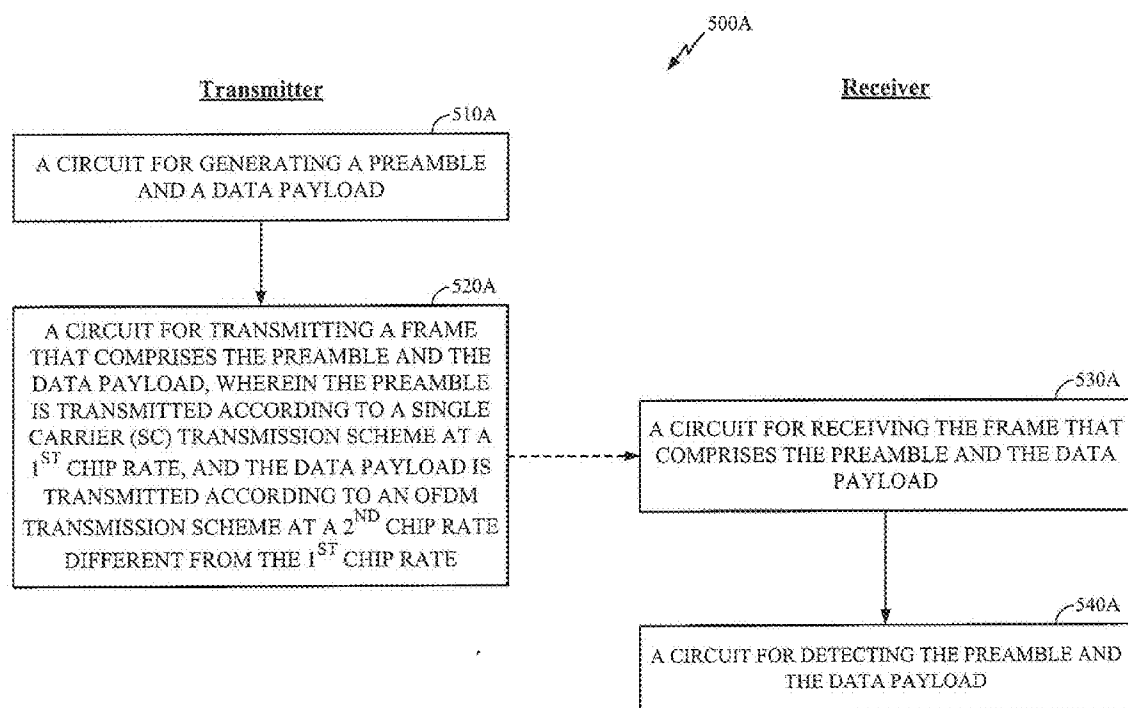 500A
Transmitter
Receiver
510A
A CIRCUIT FOR GENERATING A PREAMBLE
AND A DATA PAYLOAD
520A
A CIRCUIT FOR TRANSMITTING A FRAME
THAT COMPRISES THE PREAMBLE AND THE
DATA PAYLOAD, WHEREIN THE PREAMBLE
IS TRANSMITTED ACCORDING TO A SINGLE
CARRIER (SC) TRANSMISSION SCHEME AT A
1ST CHIP RATE, AND THE DATA PAYLOAD IS
TRANSMITTED ACCORDING TO AN OFDM
TRANSMISSION SCHEME AT A 2ND CHIP RATE
DIFFERENT FROM THE 1ST CHIP RATE
530A
A CIRCUIT FOR RECEIVING THE FRAME THAT
COMPRISES THE PREAMBLE AND THE DATA
PAYLOAD
540A
A CIRCUIT FOR DETECTING THE PREAMBLE AND
THE DATA PAYLOAD